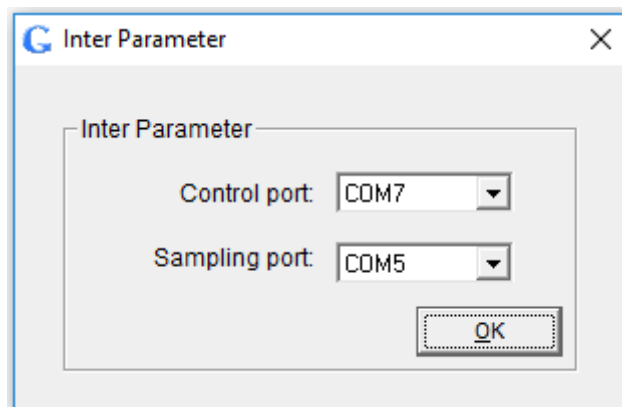 Inter Parameter
Inter Parameter
Control port: COM7
Sampling port: COM5
OK